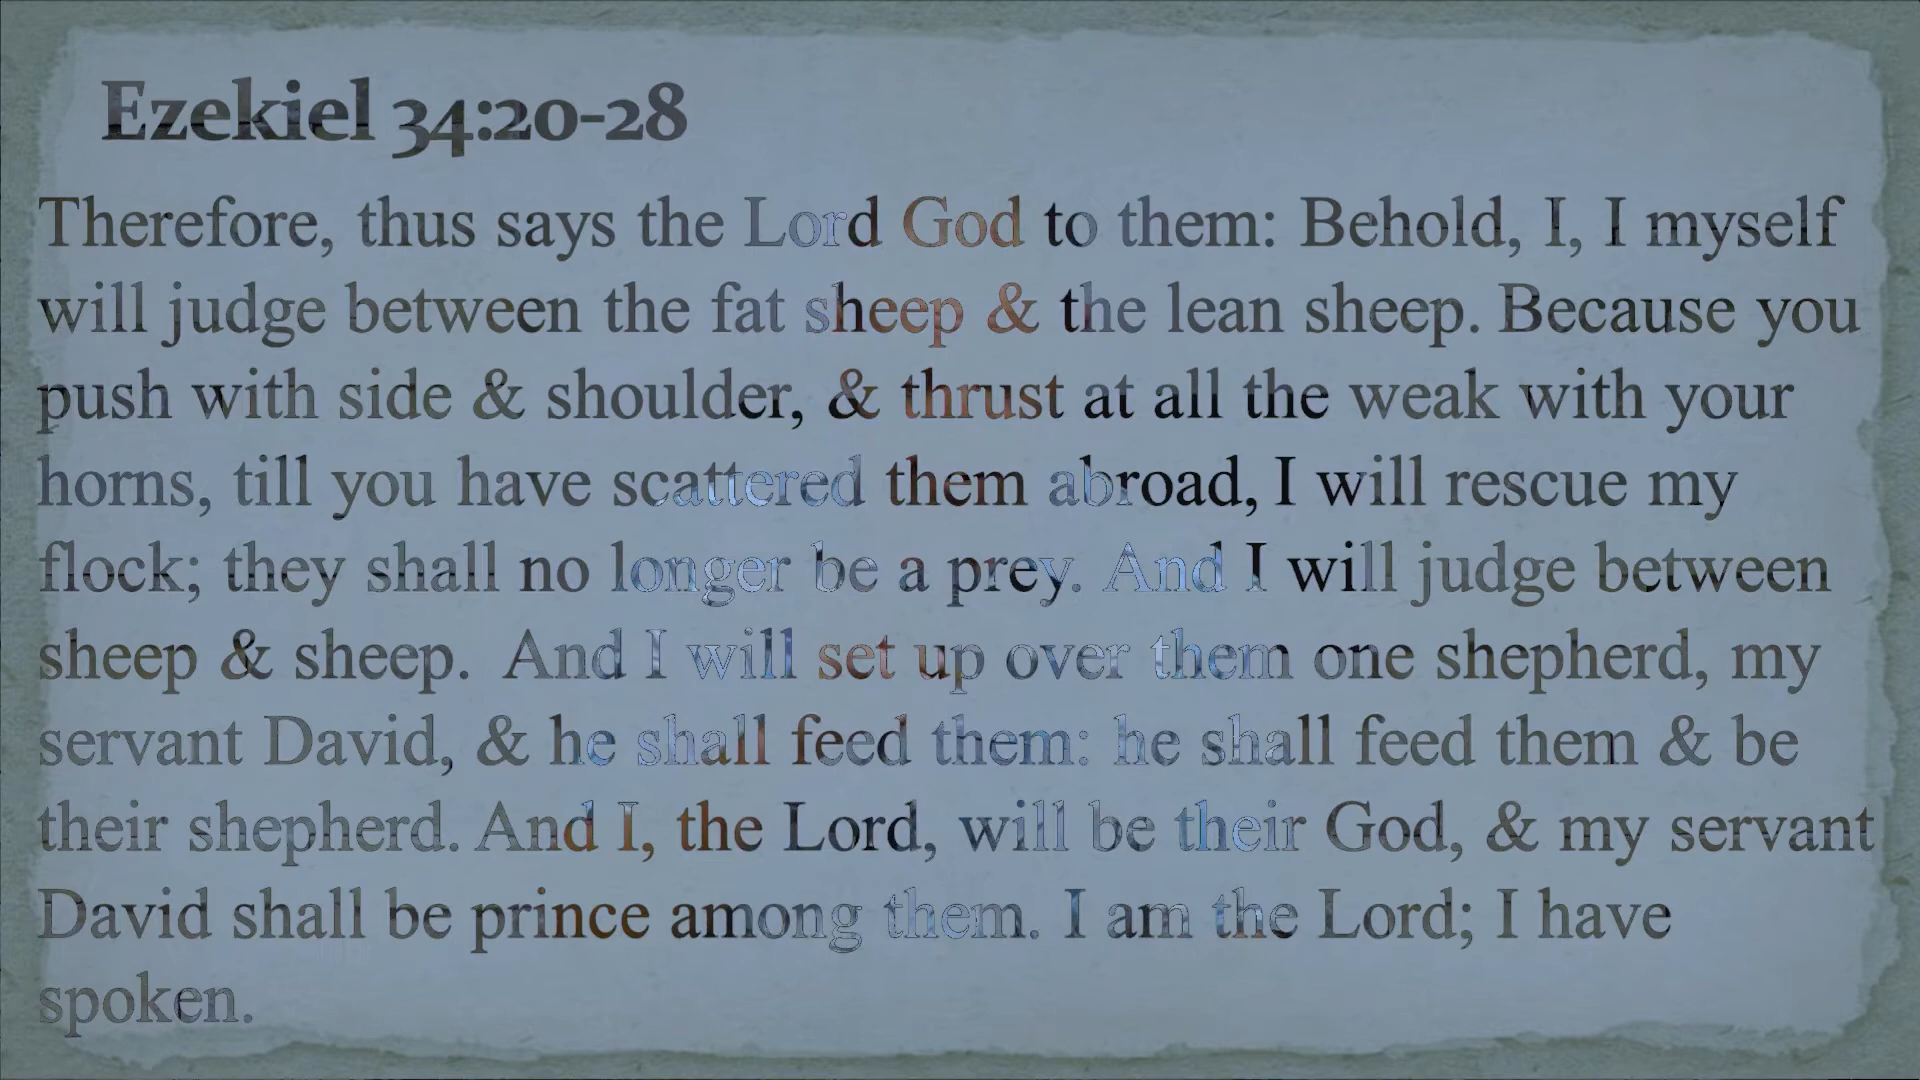 Ezekiel 34:20-28
Therefore, thus says the Lord God to them: Behold, I, I myself
will judge between the fat sheep & the lean sheep. Because you
push with side & shoulder, & thrust at all the weak with your
horns, till you have scattered them abroad, I will rescue my
flock; they shall no longer be a prey. And I will judge between
sheep & sheep. And I will set up over them one shepherd, my
servant David, & he shall feed them: he shall feed them & be
their shepherd. And I, the Lord, will be their God, & my servant
David shall be prince among them. I am the Lord; I have
spoken.